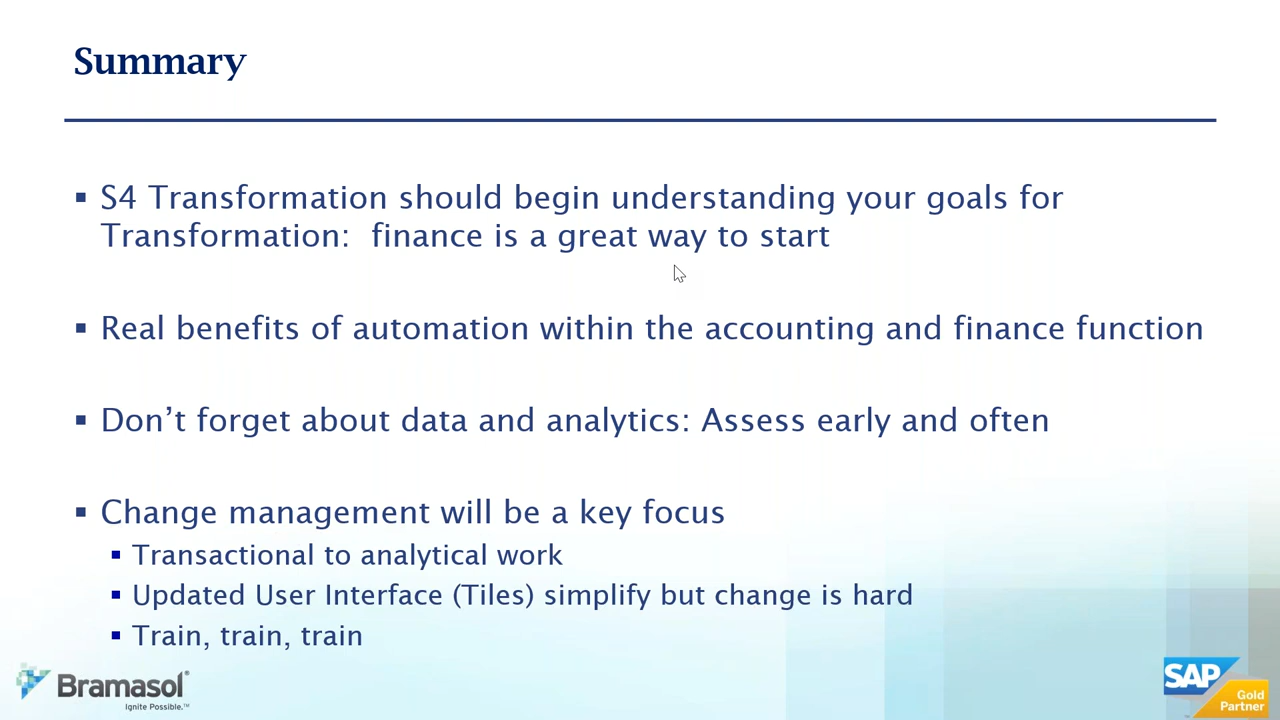 Summary
▪ S4 Transformation should begin understanding your goals for
Transformation:  finance is a great way to start
▪ Real benefits of automation within the accounting and finance function
▪ Don’t forget about data and analytics: Assess early and often
▪ Change management will be a key focus
▪ Transactional to analytical work
▪ Updated User Interface (Tiles) simplify but change is hard
▪ Train, train, train
Bramasol®
Ignite Possible.™
SAP
Gold
Partner